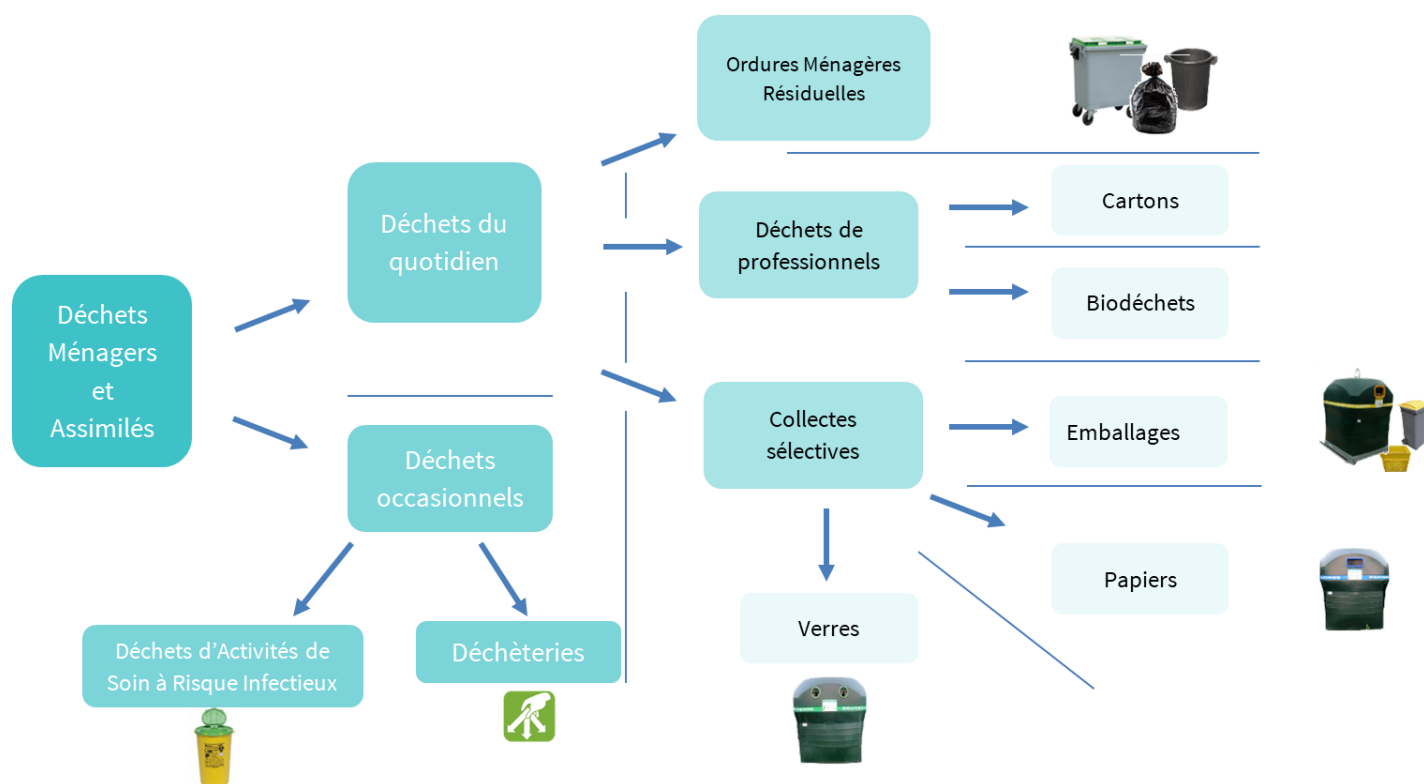 Ordures Ménagères
Résiduelles
Déchets du
quotidien
Déchets de
professionnels
Cartons
Biodéchets
Déchets
Ménagers
et
Assimilés
Collectes
sélectives
Emballages
Déchets
occasionnels
Papiers
Verres
Déchets d’Activités de
Soin à Risque Infectieux
Déchèteries